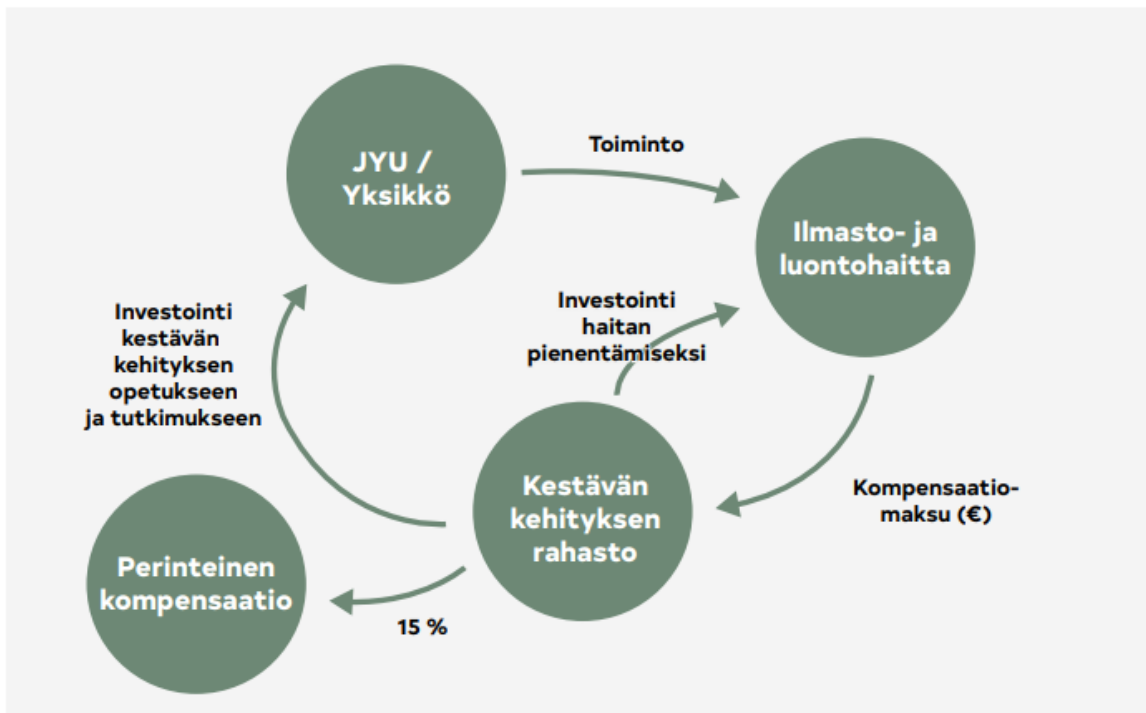 JYU /
Yksikkö
Toiminto
Ilmasto- ja
luontohaitta
Investointi
haitan
pienentämiseksi
Investointi
kestävän
kehityksen
opetukseen
ja tutkimukseen
Kestävän
kehityksen
rahasto
Kompensaatio-
maksu (€)
Perinteinen
kompensaatio
15 %